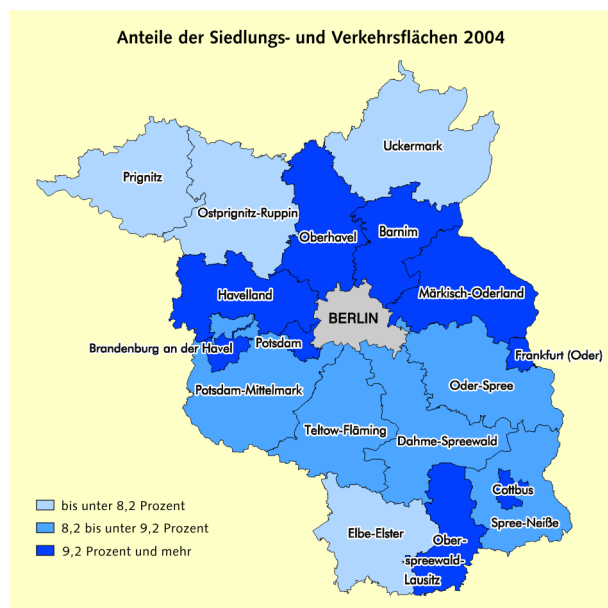 Anteile der Siedlungs- und Verkehrsflächen 2004
Uckermark
Prignitz
Ostprignitz-Ruppin
Oberhavel
Barnim
Havelland
Märkisch-Oderland
BERLIN
Brandenburg an der Havel
Potsdam
Frankfurt (Oder)
Potsdam-Mittelmark
Oder-Spree
Teltow-Fläming
Dahme-Spreewald
Cottbus
Spree-Neiße
Elbe-Elster
Ober-
spreewald-
Lausitz
bis unter 8,2 Prozent
8,2 bis unter 9,2 Prozent
9,2 Prozent und mehr